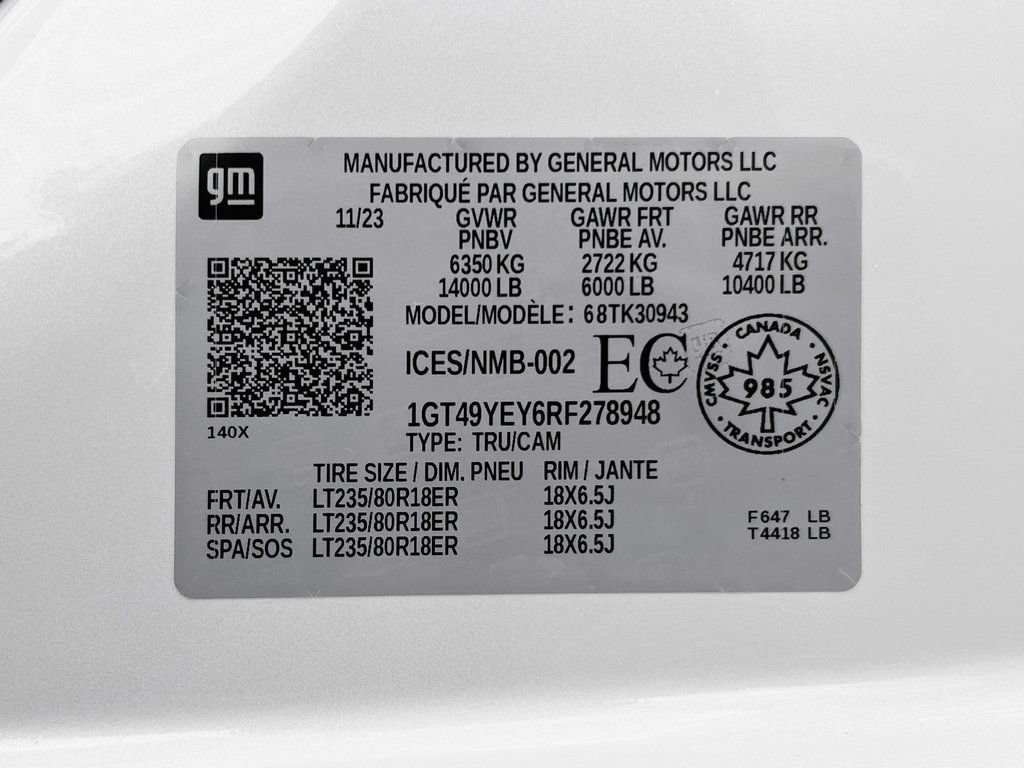 gm
MANUFACTURED BY GENERAL MOTORS LLC
FABRIQUÉ PAR GENERAL MOTORS LLC
11/23 GVWR GAWR FRT GAWR RR
PNBV PNBE AV. PNBE ARR.
6350 KG 2722 KG 4717 KG
14000 LB 6000 LB 10400 LB
MODEL/MODÈLE: 68TK30943
ICES/NMB-002 EC
CANADA
CMVSS 985 NSVAC
TRANSPORT
140X
1GT49YEY6RF278948
TYPE: TRU/CAM
TIRE SIZE / DIM. PNEU RIM / JANTE
FRT/AV. LT235/80R18ER 18X6.5J
RR/ARR. LT235/80R18ER 18X6.5J
SPA/SOS LT235/80R18ER 18X6.5J
F647 LB
T4418 LB